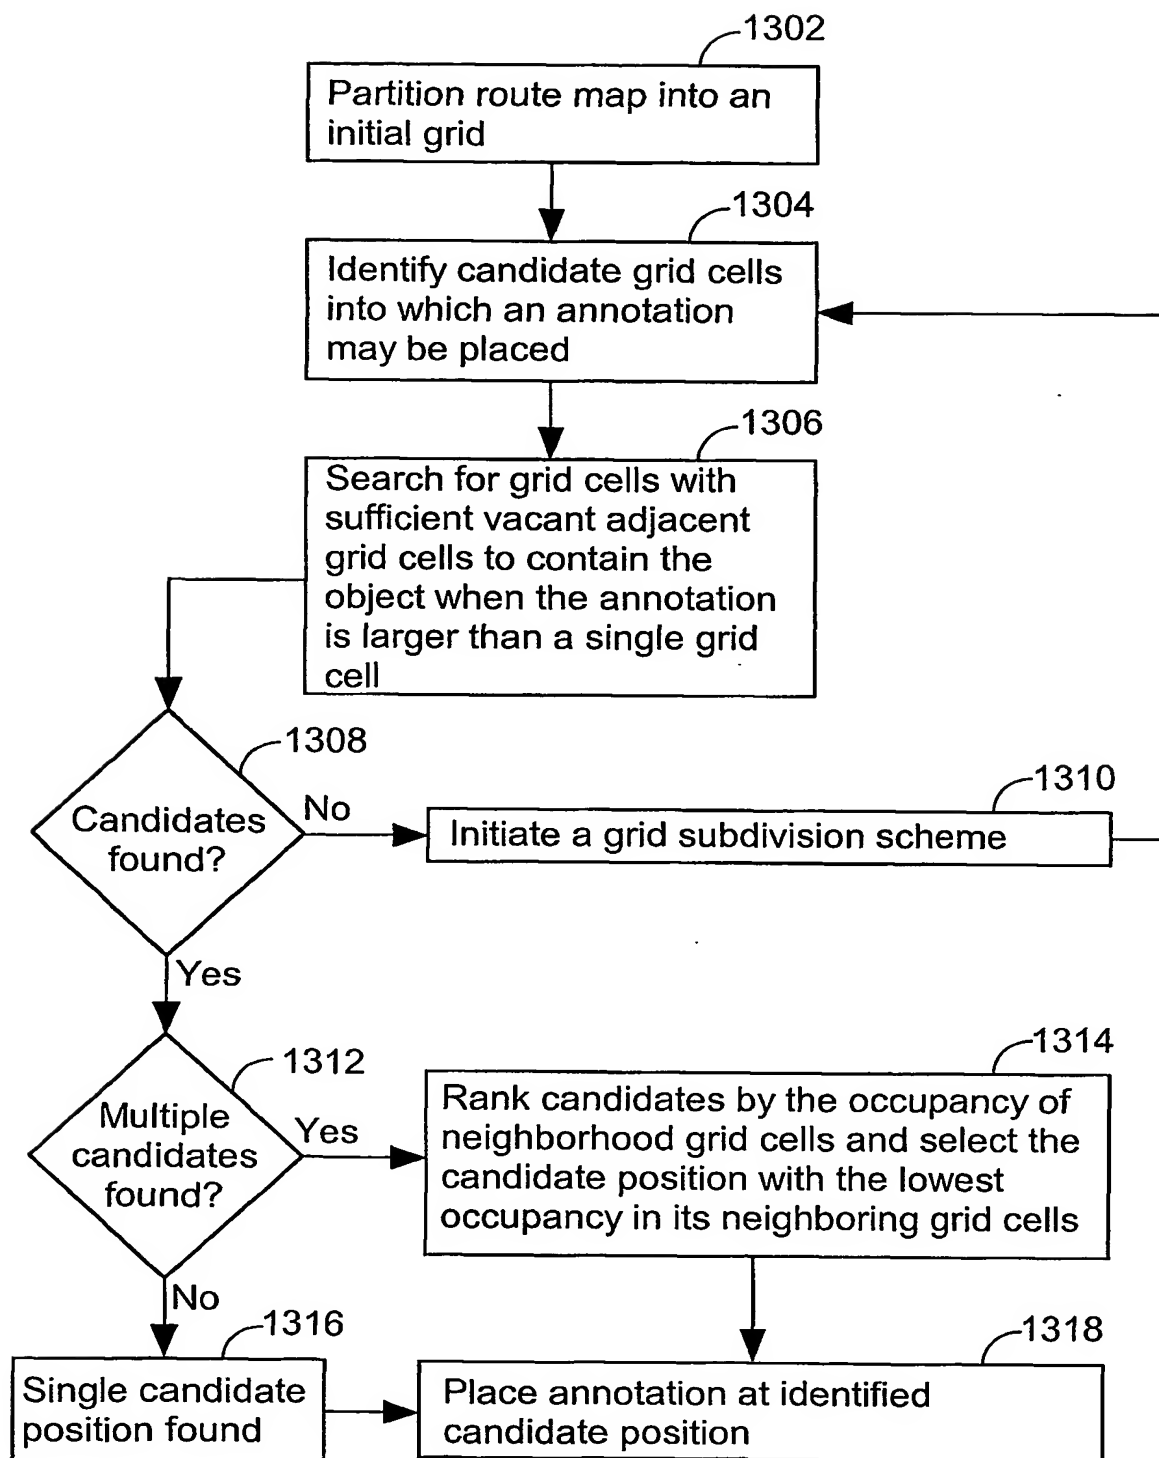 1302
Partition route map into an
initial grid
1304
Identify candidate grid cells
into which an annotation
may be placed
1306
Search for grid cells with
sufficient vacant adjacent
grid cells to contain the
object when the annotation
is larger than a single grid
cell
1308
Candidates
found?
No
1310
Initiate a grid subdivision scheme
Yes
1312
Multiple
candidates
found?
Yes
1314
Rank candidates by the occupancy of
neighborhood grid cells and select the
candidate position with the lowest
occupancy in its neighboring grid cells
No
1316
Single candidate
position found
1318
Place annotation at identified
candidate position